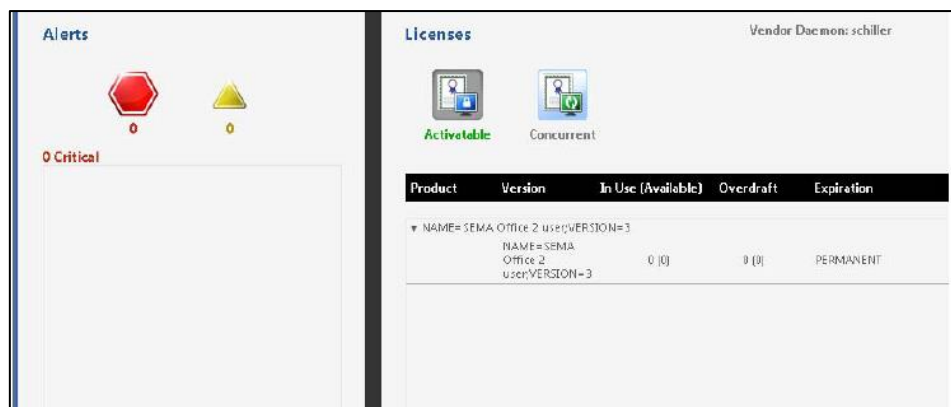 Alerts
0
0
0 Critical
Licenses
Vendor Daemon: schiller
Activatable
Concurrent
Product Version In Use (Available) Overdraft Expiration
▼ NAME=SEMA Office 2 user;VERSION=3
NAME=SEMA
Office 2
user;VERSION=3
0 (0) 0 (0) PERMANENT